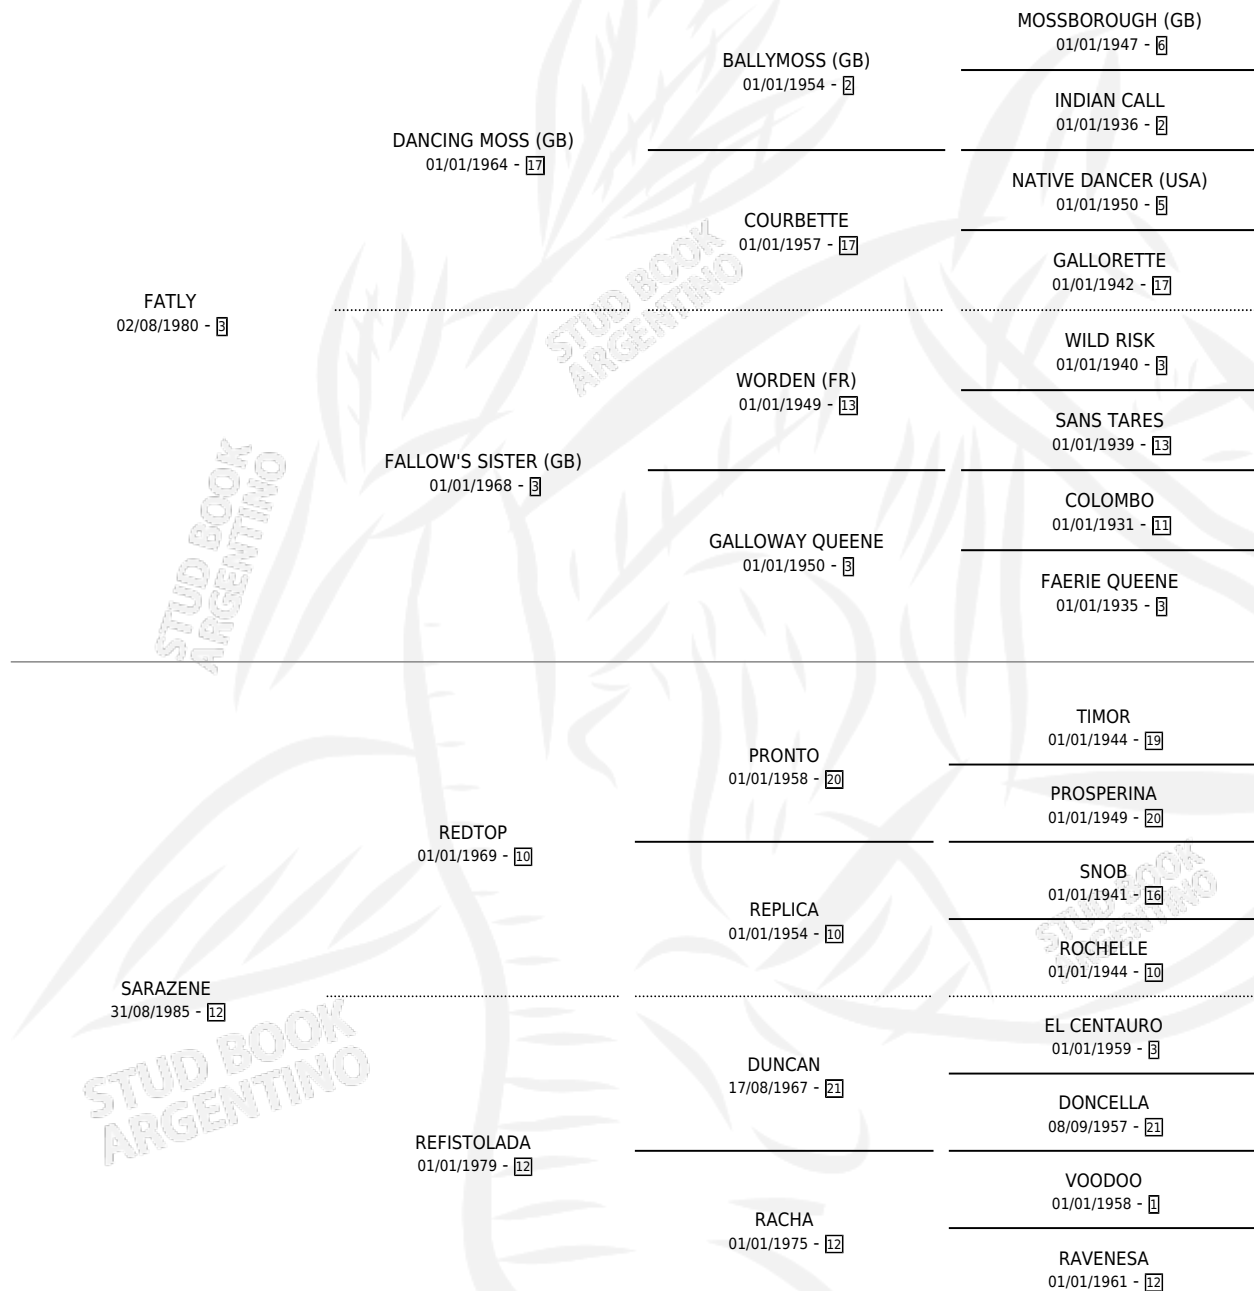 MOSSBOROUGH (GB)
01/01/1947 - 6
BALLYMOSS (GB)
01/01/1954 - 2
INDIAN CALL
01/01/1936 - 2
DANCING MOSS (GB)
01/01/1964 - 17
NATIVE DANCER (USA)
01/01/1950 - 5
COURBETTE
01/01/1957 - 17
GALLORETTE
01/01/1942 - 17
FATLY
02/08/1980 - 3
WILD RISK
01/01/1940 - 3
WORDEN (FR)
01/01/1949 - 13
SANS TARES
01/01/1939 - 13
FALLOW'S SISTER (GB)
01/01/1968 - 3
COLOMBO
01/01/1931 - 11
GALLOWAY QUEENE
01/01/1950 - 3
FAERIE QUEENE
01/01/1935 - 3
TIMOR
01/01/1944 - 19
PRONTO
01/01/1958 - 20
PROSPERINA
01/01/1949 - 20
REDTOP
01/01/1969 - 10
SNOB
01/01/1941 - 16
REPLICA
01/01/1954 - 10
ROCHELLE
01/01/1944 - 10
SARAZENE
31/08/1985 - 12
EL CENTAURO
01/01/1959 - 3
DUNCAN
17/08/1967 - 21
DONCELLA
08/09/1957 - 21
REFISTOLADA
01/01/1979 - 12
VOODOO
01/01/1958 - 1
RACHA
01/01/1975 - 12
RAVENESA
01/01/1961 - 12
STUD BOOK
ARGENTINO
STUD BOOK
ARGENTINO
STUD BOOK
ARGENTINO
STUD BOOK
ARGENTINO